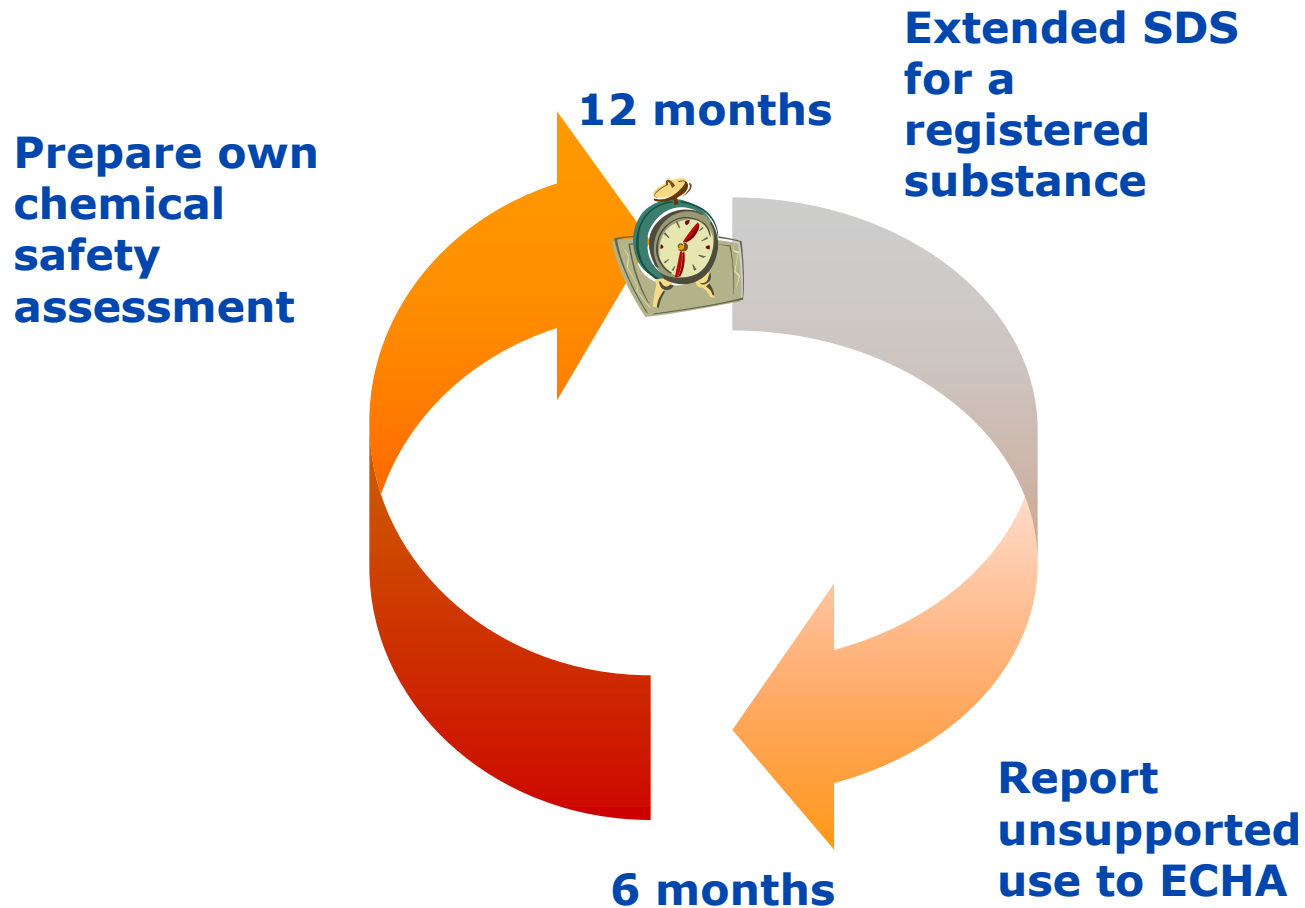 Extended SDS
for a
registered
substance
12 months
Prepare own
chemical
safety
assessment
Report
unsupported
use to ECHA
6 months